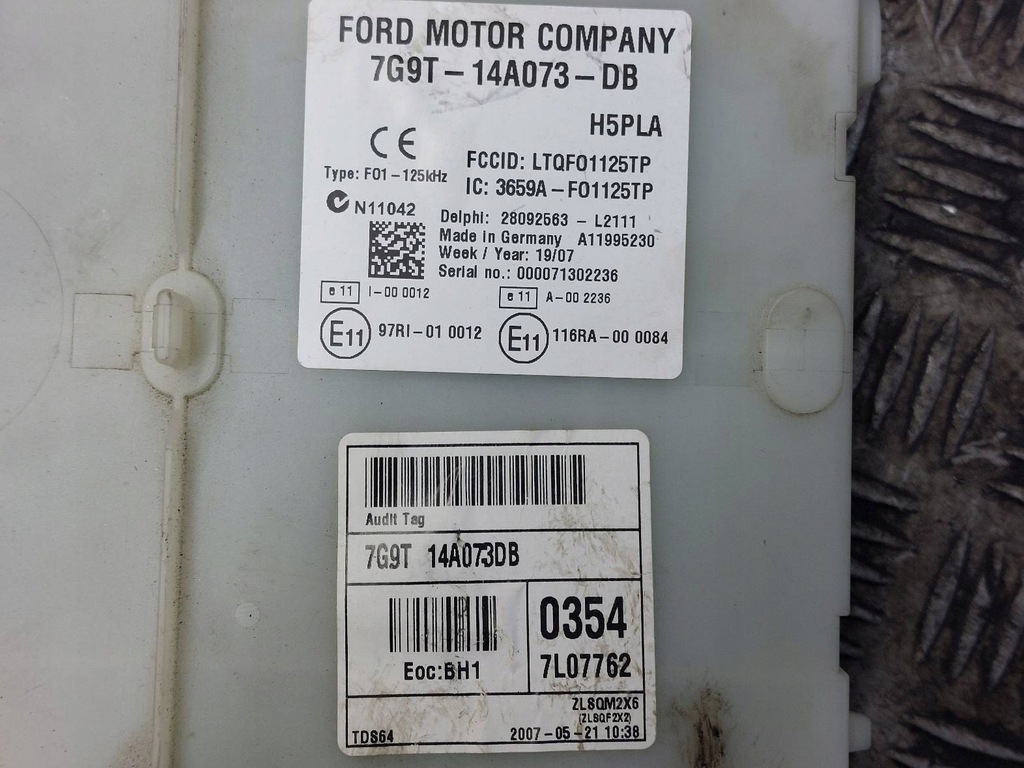 FORD MOTOR COMPANY
7G9T-14A073-DB
H5PLA
CE
FCCID: LTQF01125TP
Type: F01-125kHz
IC: 3659A-F01125TP
N11042
Delphi: 28092563 - L2111
Made in Germany A11995230
Week / Year: 19/07
Serial no.: 000071302236
e 11 I-00 0012
e 11 A-00 2236
E11 97RI-01 0012
E11 116RA-00 0084
Audit Tag
7G9T 14A073DB
0354
Eoc:BH1
7L07762
ZLSQM2X6
(ZLSQF2X2)
TDS64 2007-05-21 10:38